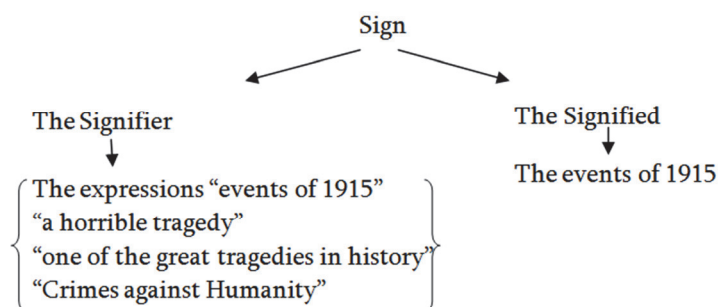 Sign
The Signifier
The Signified
The events of 1915
The expressions “events of 1915”
“a horrible tragedy”
“one of the great tragedies in history”
“Crimes against Humanity”